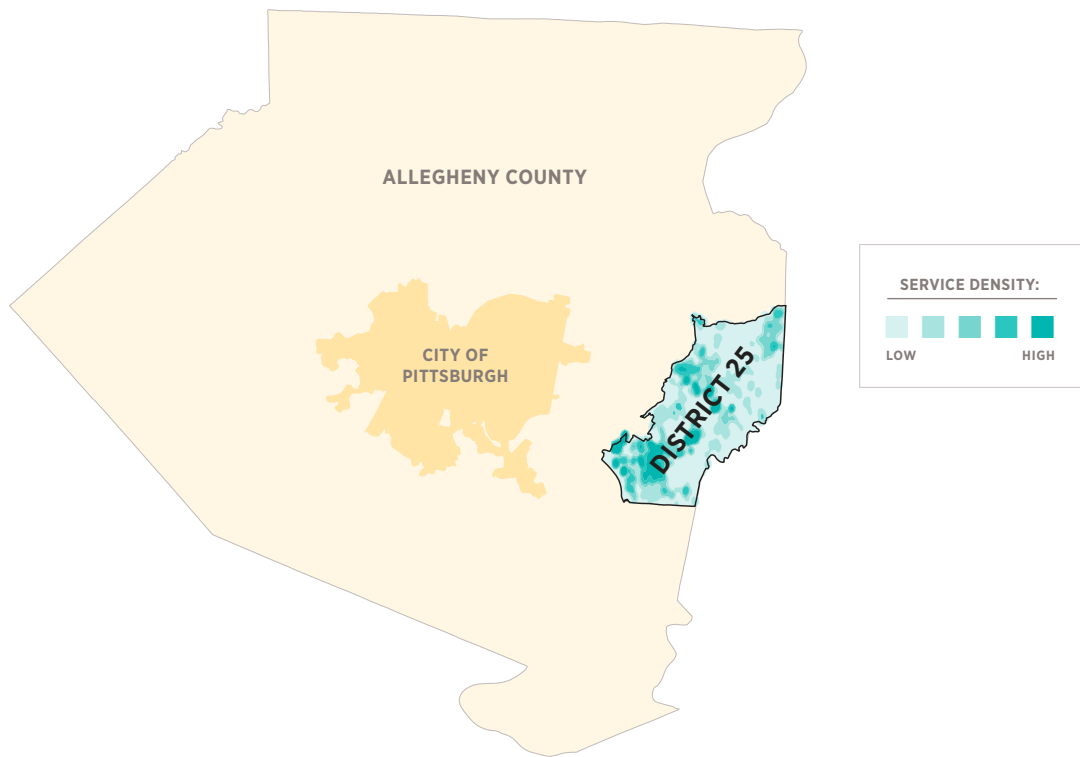 ALLEGHENY COUNTY
CITY OF
PITTSBURGH
DISTRICT 25
SERVICE DENSITY:
LOW
HIGH